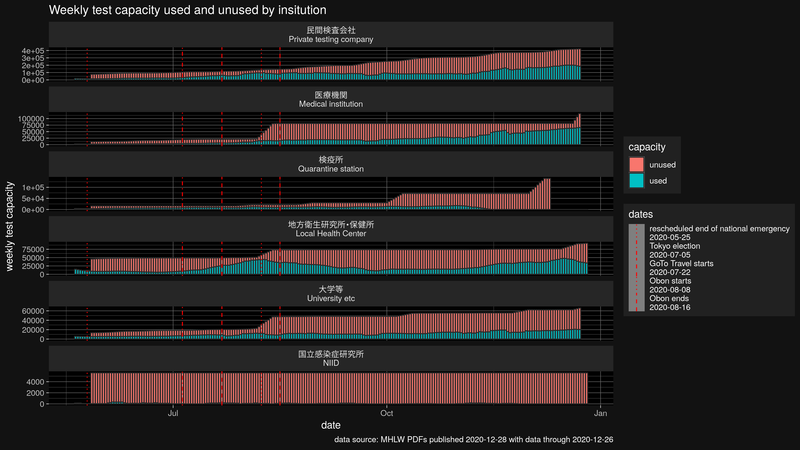 Weekly test capacity used and unused by insitution
民間検査会社
Private testing company
4e+05
3e+05
2e+05
1e+05
0e+00
医療機関
Medical institution
100000
75000
50000
25000
0
検疫所
Quarantine station
1e+05
5e+04
0e+00
地方衛生研究所・保健所
Local Health Center
75000
50000
25000
0
大学等
University etc
60000
40000
20000
0
国立感染症研究所
NIID
4000
2000
0
Jul
Oct
Jan
date
weekly test capacity
capacity
unused
used
dates
rescheduled end of national emergency
2020-05-25
Tokyo election
2020-07-05
GoTo Travel starts
2020-07-22
Obon starts
2020-08-08
Obon ends
2020-08-16
data source: MHLW PDFs published 2020-12-28 with data through 2020-12-26